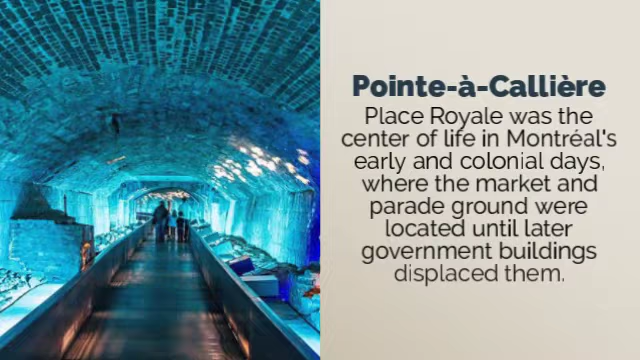 Pointe-à-Callière
Place Royale was the
center of life in Montréal's
early and colonial days,
where the market and
parade ground were
located until later
government buildings
displaced them.